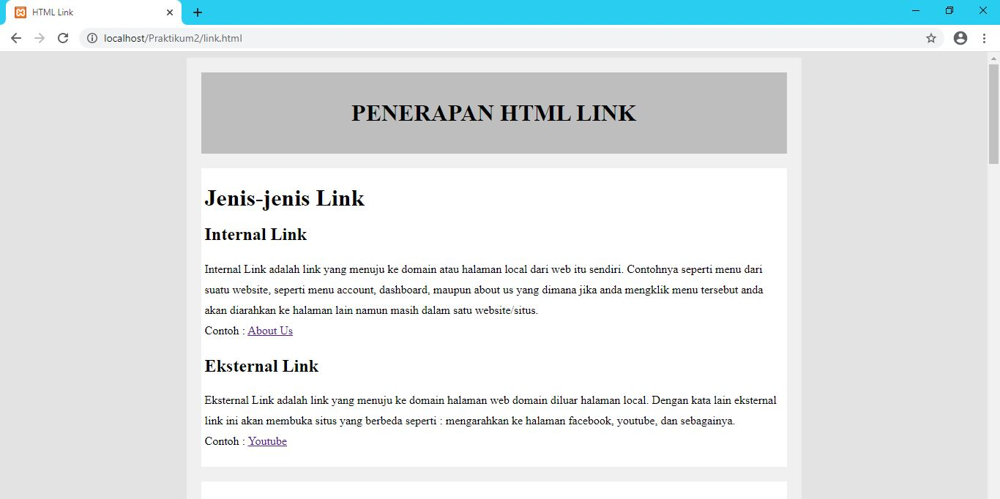 HTML Link
localhost/Praktikum2/link.html
PENERAPAN HTML LINK
Jenis-jenis Link
Internal Link
Internal Link adalah link yang menuju ke domain atau halaman local dari web itu sendiri. Contohnya seperti menu dari
suatu website, seperti menu account, dashboard, maupun about us yang dimana jika anda mengklik menu tersebut anda
akan diarahkan ke halaman lain namun masih dalam satu website/situs.
Contoh : About Us
Eksternal Link
Eksternal Link adalah link yang menuju ke domain halaman web domain diluar halaman local. Dengan kata lain eksternal
link ini akan membuka situs yang berbeda seperti : mengarahkan ke halaman facebook, youtube, dan sebagainya.
Contoh : Youtube